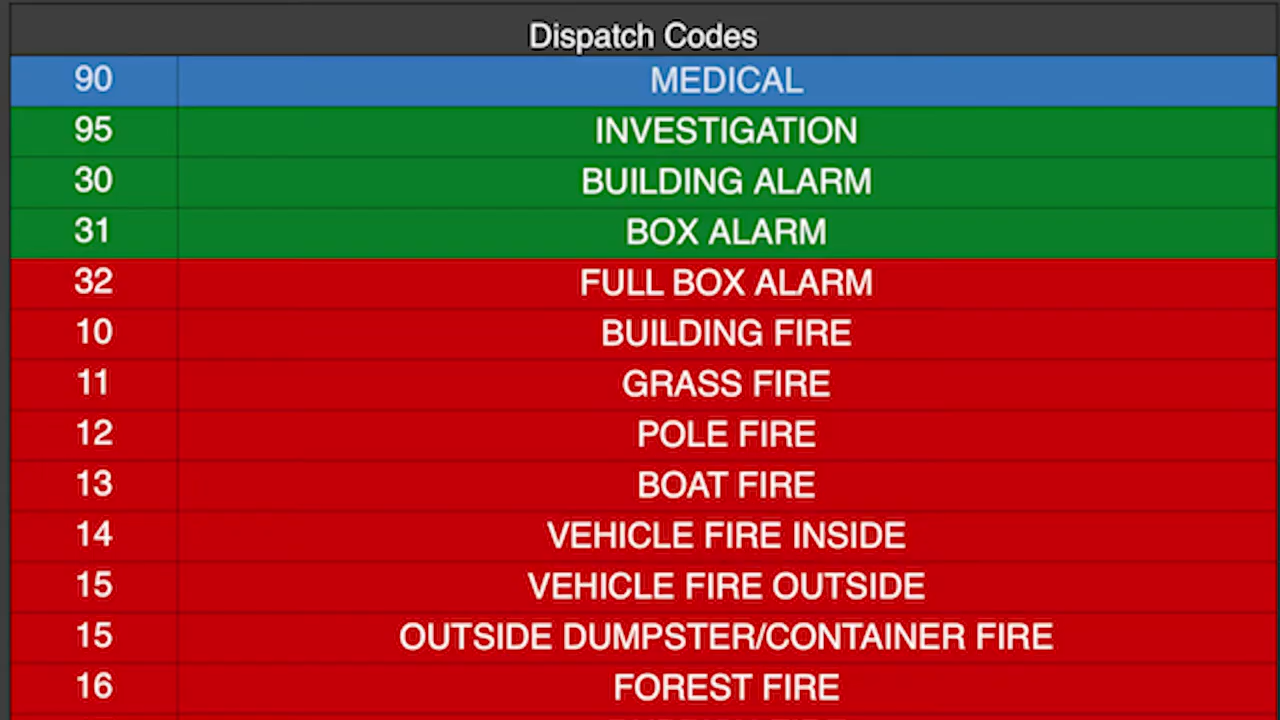 Dispatch Codes
90 MEDICAL
95 INVESTIGATION
30 BUILDING ALARM
31 BOX ALARM
32 FULL BOX ALARM
10 BUILDING FIRE
11 GRASS FIRE
12 POLE FIRE
13 BOAT FIRE
14 VEHICLE FIRE INSIDE
15 VEHICLE FIRE OUTSIDE
15 OUTSIDE DUMPSTER/CONTAINER FIRE
16 FOREST FIRE